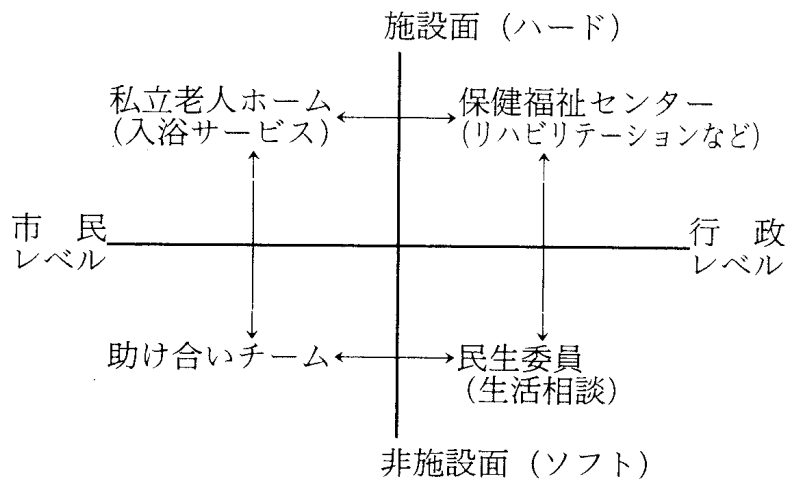 施設面（ハード）
私立老人ホーム
（入浴サービス）
保健福祉センター
（リハビリテーションなど）
市　民
レベル
行　政
レベル
助け合いチーム
民生委員
（生活相談）
非施設面（ソフト）